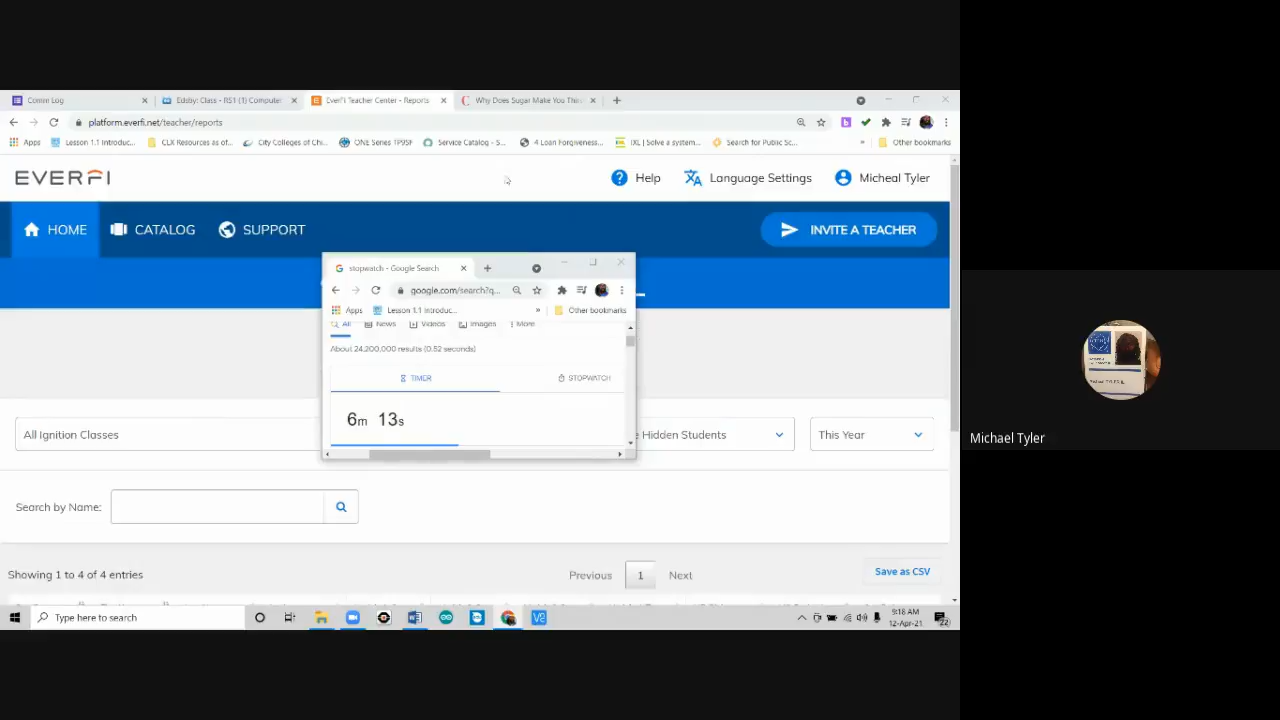 Comm Log
Edsby: Class - RS1 (1) Computer
EverFi Teacher Center - Reports
Why Does Sugar Make You Thi
platform.everfi.net/teacher/reports
Apps Lesson 1.1 Introduc... CLX Resources as of... City Colleges of Chi... ONE Series TP9SF Service Catalog - S... 4 Loan Forgiveness... IXL | Solve a system... Search for Public Sc... » Other bookmarks
EVERFI
Help Language Settings Micheal Tyler
HOME CATALOG SUPPORT INVITE A TEACHER
stopwatch - Google Search
google.com/search?q...
Apps Lesson 1.1 Introduc... » Other bookmarks
All News Videos Images More
About 24,200,000 results (0.52 seconds)
TIMER STOPWATCH
6m 13s
All Ignition Classes Hidden Students This Year
Michael Tyler
Search by Name:
Showing 1 to 4 of 4 entries Previous 1 Next Save as CSV
Type here to search
9:18 AM
12-Apr-21
22